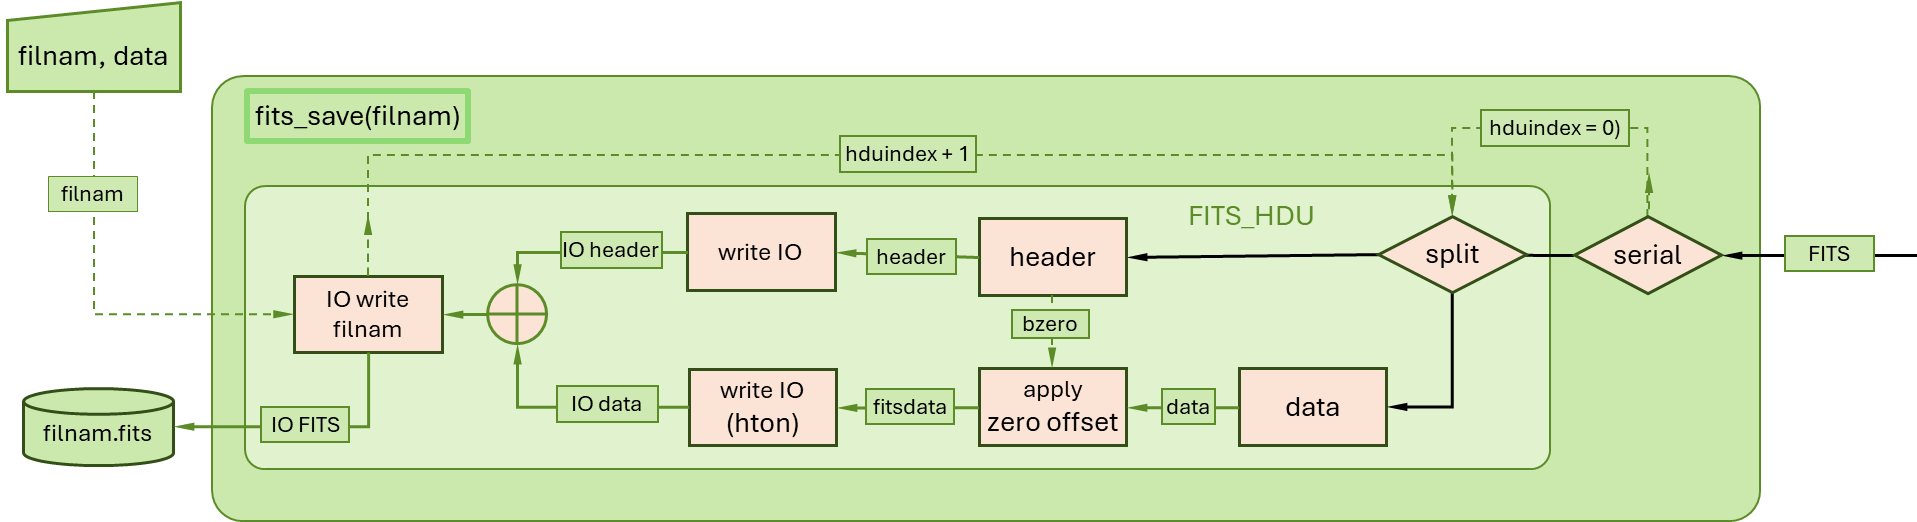 filnam, data
fits_save(filnam)
hduindex = 0)
hduindex + 1
filnam
FITS_HDU
IO header
write IO
header
header
split
serial
FITS
IO write
filnam
bzero
IO data
write IO
(hton)
fitsdata
apply
zero offset
data
data
IO FITS
filnam.fits